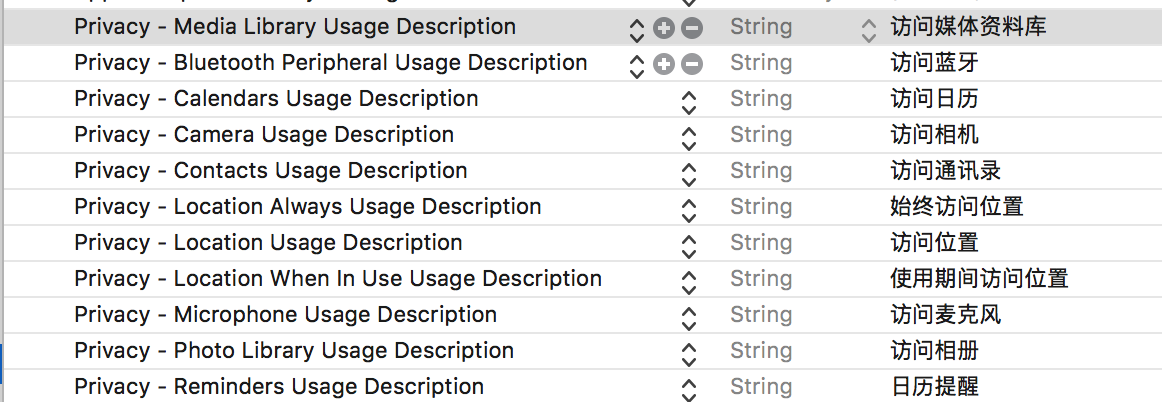 Privacy - Media Library Usage Description String 访问媒体资料库
Privacy - Bluetooth Peripheral Usage Description String 访问蓝牙
Privacy - Calendars Usage Description String 访问日历
Privacy - Camera Usage Description String 访问相机
Privacy - Contacts Usage Description String 访问通讯录
Privacy - Location Always Usage Description String 始终访问位置
Privacy - Location Usage Description String 访问位置
Privacy - Location When In Use Usage Description String 使用期间访问位置
Privacy - Microphone Usage Description String 访问麦克风
Privacy - Photo Library Usage Description String 访问相册
Privacy - Reminders Usage Description String 日历提醒